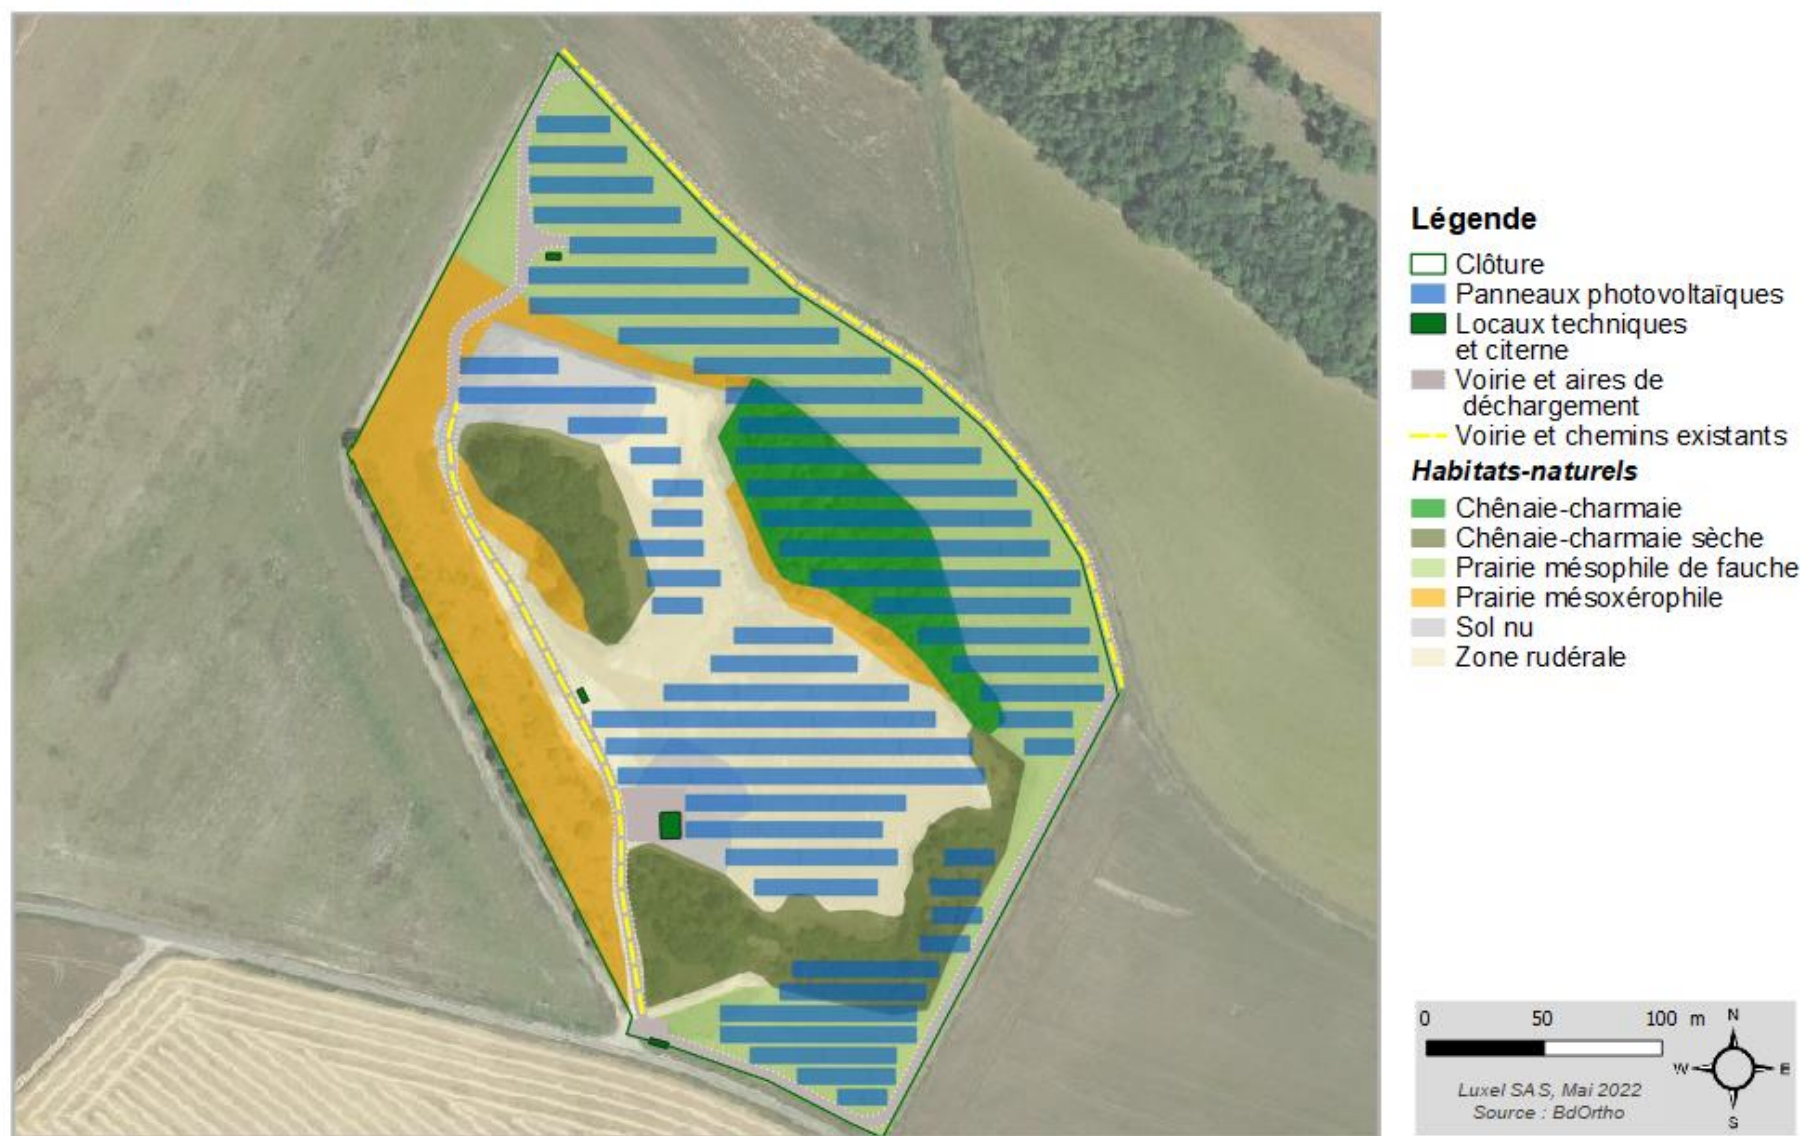 Légende
Clôture
Panneaux photovoltaïques
Locaux techniques
et citerne
Voirie et aires de
déchargement
Voirie et chemins existants
Habitats-naturels
Chênaie-charmaie
Chênaie-charmaie sèche
Prairie mésophile de fauche
Prairie mésoxérophile
Sol nu
Zone rudérale
0 50 100 m
N
W E
S
Luxel SAS, Mai 2022
Source : BdOrtho